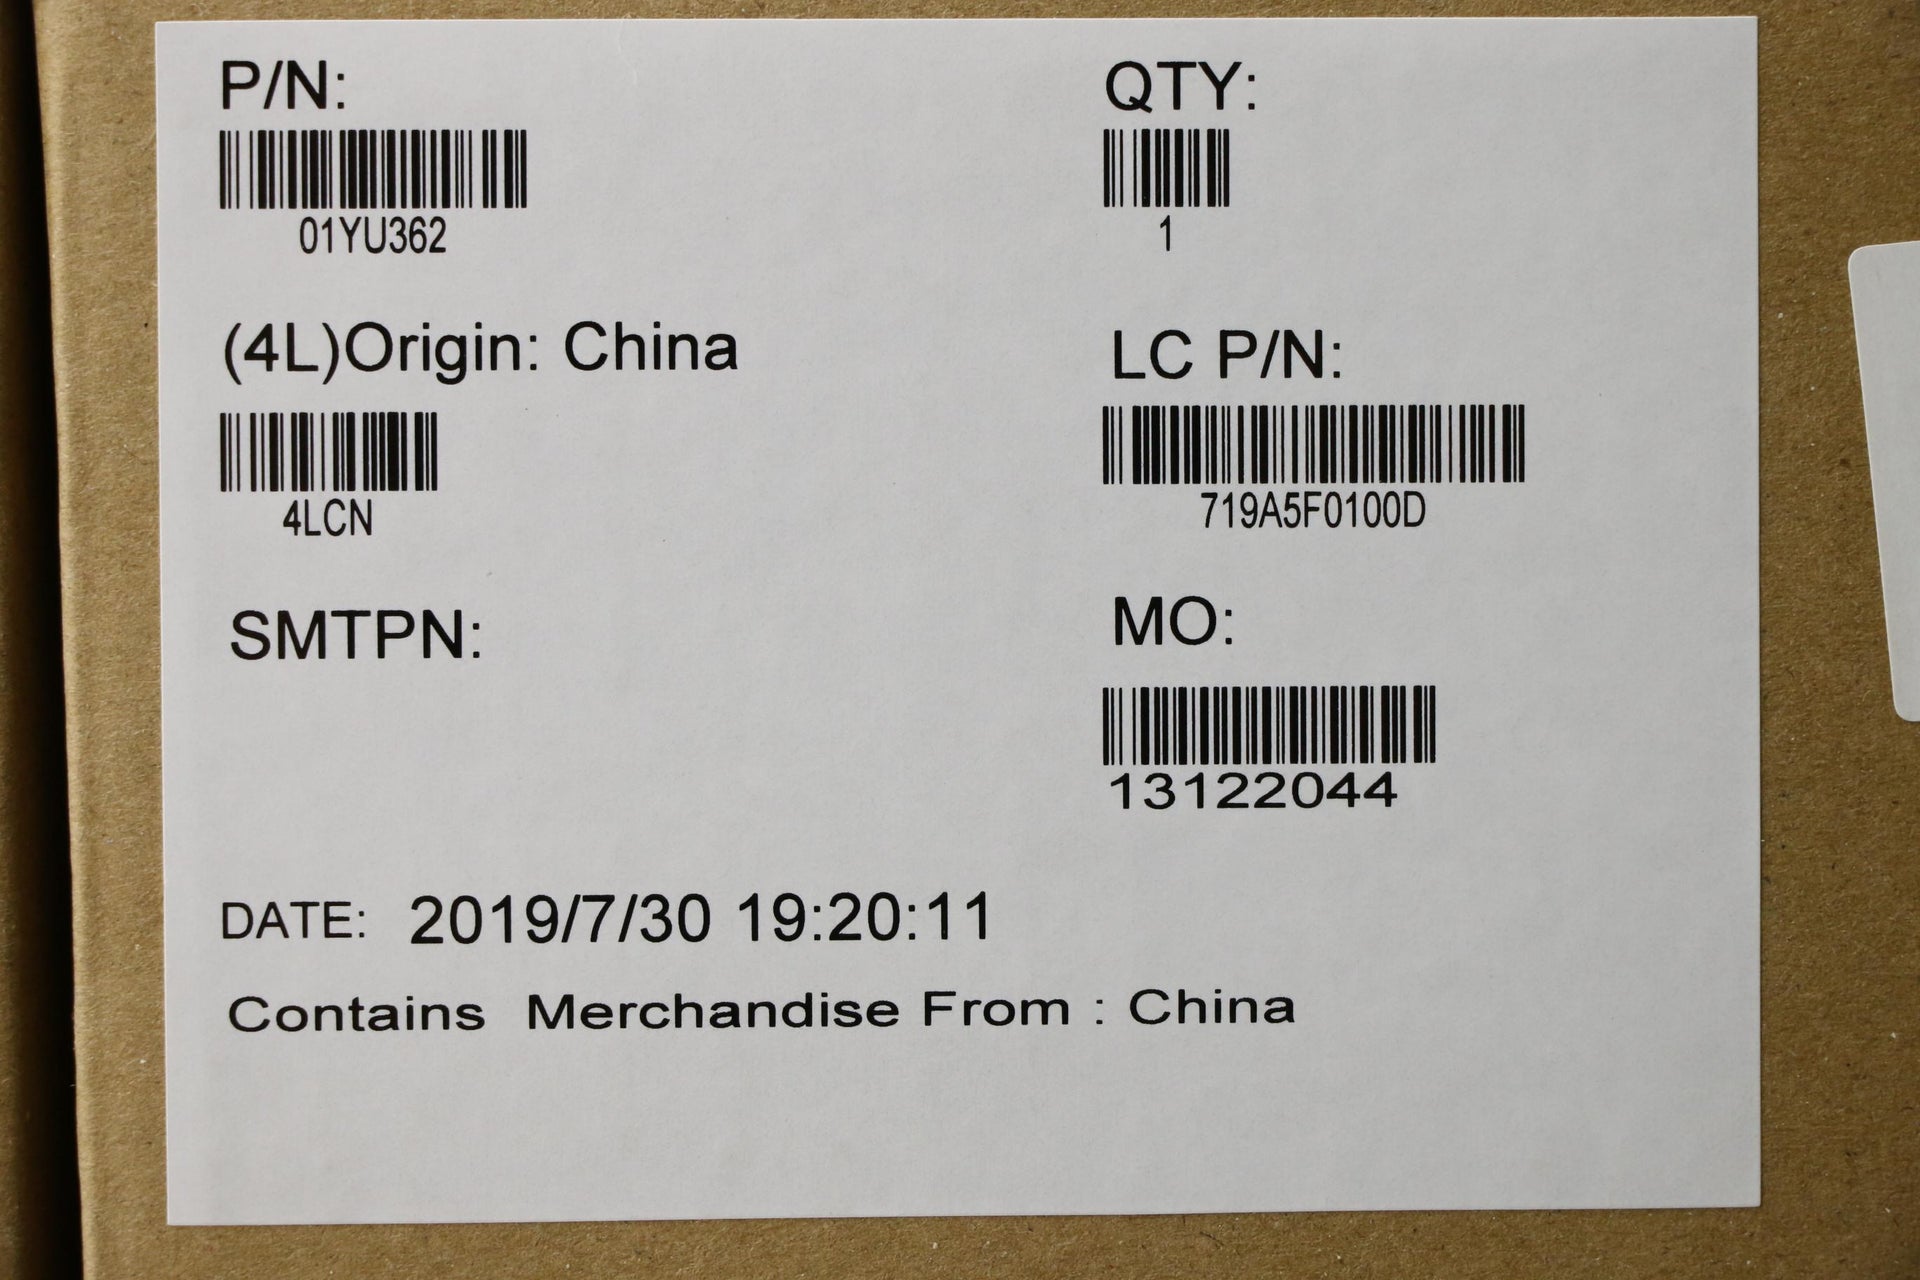 P/N:
01YU362
QTY:
1
(4L)Origin: China
4LCN
LC P/N:
719A5F0100D
SMTPN:
MO:
13122044
DATE: 2019/7/30 19:20:11
Contains Merchandise From : China